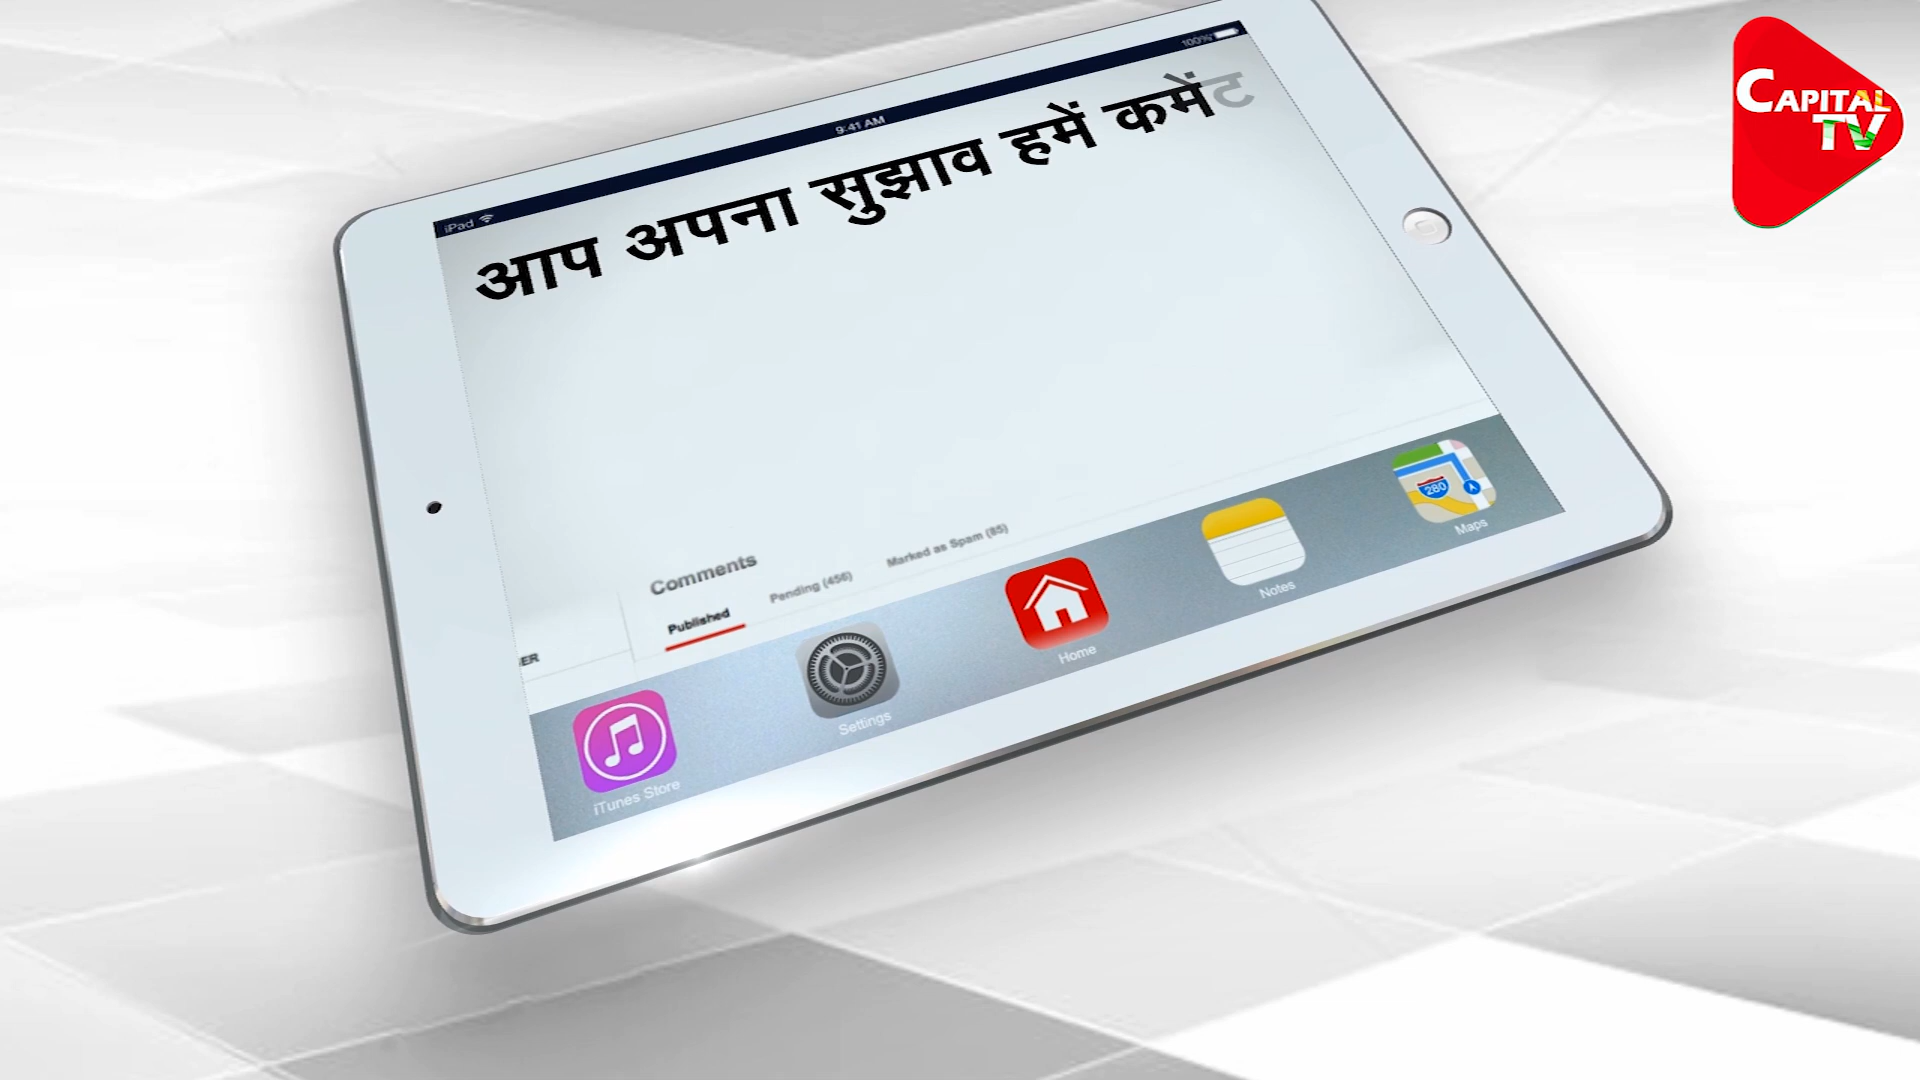 CAPITAL
TV
iPad
9:41 AM
100%
आप अपना सुझाव हमें कमेंट
Comments
Published
Pending (456)
Marked as Spam (85)
ER
iTunes Store
Settings
Home
Notes
280
Maps